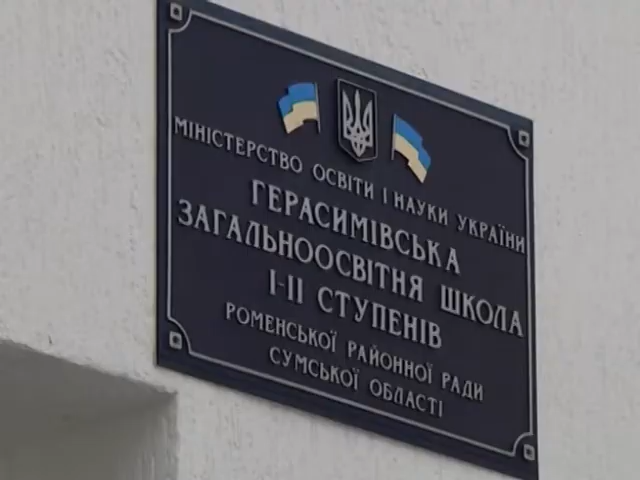 МІНІСТЕРСТВО ОСВІТИ І НАУКИ УКРАЇНИ
ГЕРАСИМІВСЬКА
ЗАГАЛЬНООСВІТНЯ ШКОЛА
І-ІІ СТУПЕНІВ
РОМЕНСЬКОЇ РАЙОННОЇ РАДИ
СУМСЬКОЇ ОБЛАСТІ